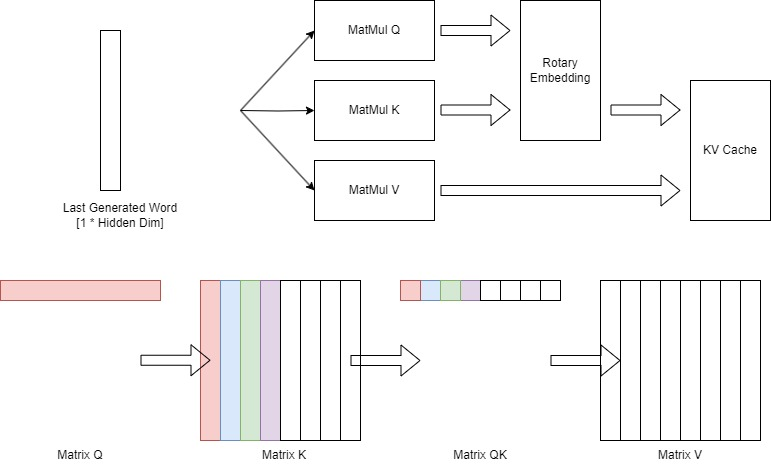 MatMul Q
MatMul K
MatMul V
Rotary
Embedding
KV Cache
Last Generated Word
[1 * Hidden Dim]
Matrix Q
Matrix K
Matrix QK
Matrix V